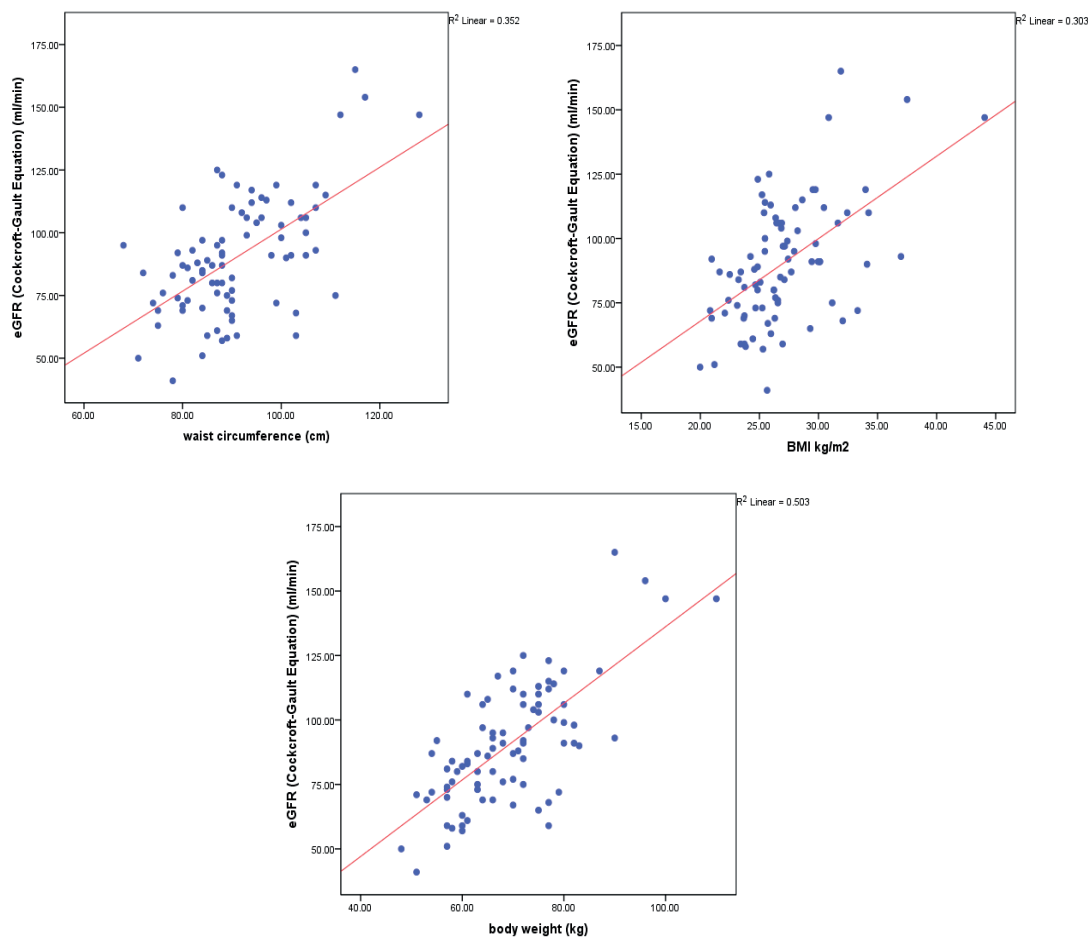 R² Linear = 0.352
eGFR (Cockcroft-Gault Equation) (ml/min)
175.00
150.00
125.00
100.00
75.00
50.00
60.00 80.00 100.00 120.00
waist circumference (cm)
R² Linear = 0.303
eGFR (Cockcroft-Gault Equation) (ml/min)
175.00
150.00
125.00
100.00
75.00
50.00
15.00 20.00 25.00 30.00 35.00 40.00 45.00
BMI kg/m2
R² Linear = 0.503
eGFR (Cockcroft-Gault Equation) (ml/min)
175.00
150.00
125.00
100.00
75.00
50.00
40.00 60.00 80.00 100.00
body weight (kg)